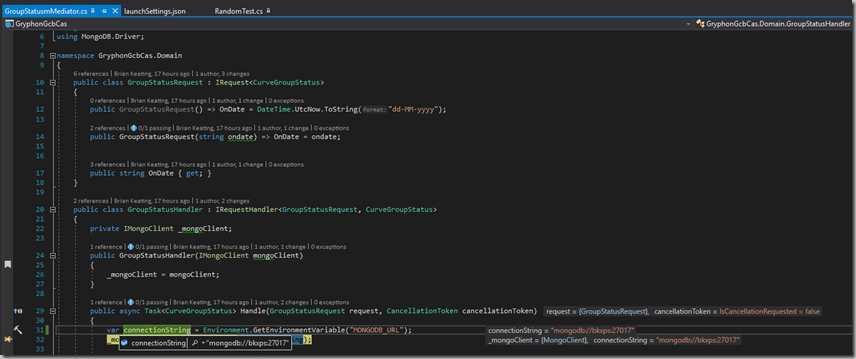 GroupStatusmMediator.cs launchSettings.json RandomTest.cs
GryphonGcbCas GryphonGcbCas.Domain.GroupStatusHandler
6 using MongoDB.Driver;
7
8 namespace GryphonGcbCas.Domain
9 {
6 references | Brian Keating, 17 hours ago | 1 author, 3 changes
10 public class GroupStatusRequest : IRequest<CurveGroupStatus>
11 {
0 references | Brian Keating, 17 hours ago | 1 author, 1 change | 0 exceptions
12 public GroupStatusRequest() => OnDate = DateTime.UtcNow.ToString(format:"dd-MM-yyyy");
13
2 references | 0/1 passing | Brian Keating, 17 hours ago | 1 author, 1 change | 0 exceptions
14 public GroupStatusRequest(string ondate) => OnDate = ondate;
15
16
3 references | Brian Keating, 17 hours ago | 1 author, 1 change | 0 exceptions
17 public string OnDate { get; }
18 }
19
2 references | Brian Keating, 17 hours ago | 1 author, 2 changes
20 public class GroupStatusHandler : IRequestHandler<GroupStatusRequest, CurveGroupStatus>
21 {
22 private IMongoClient _mongoClient;
23
1 reference | 0/1 passing | Brian Keating, 17 hours ago | 1 author, 1 change | 0 exceptions
24 public GroupStatusHandler(IMongoClient mongoClient)
25 {
26 _mongoClient = mongoClient;
27 }
28
0 references | 0/1 passing | Brian Keating, 17 hours ago | 1 author, 2 changes | 0 exceptions
29 public async Task<CurveGroupStatus> Handle(GroupStatusRequest request, CancellationToken cancellationToken) request = {GroupStatusRequest}, cancellationToken = IsCancellationRequested = false
30 {
31 var connectionString = Environment.GetEnvironmentVariable("MONGODB_URL"); connectionString = "mongodb://bkxps:27017"
32 _mo ); _mongoClient = {MongoClient}, connectionString = "mongodb://bkxps:27017"
connectionString "mongodb://bkxps:27017"